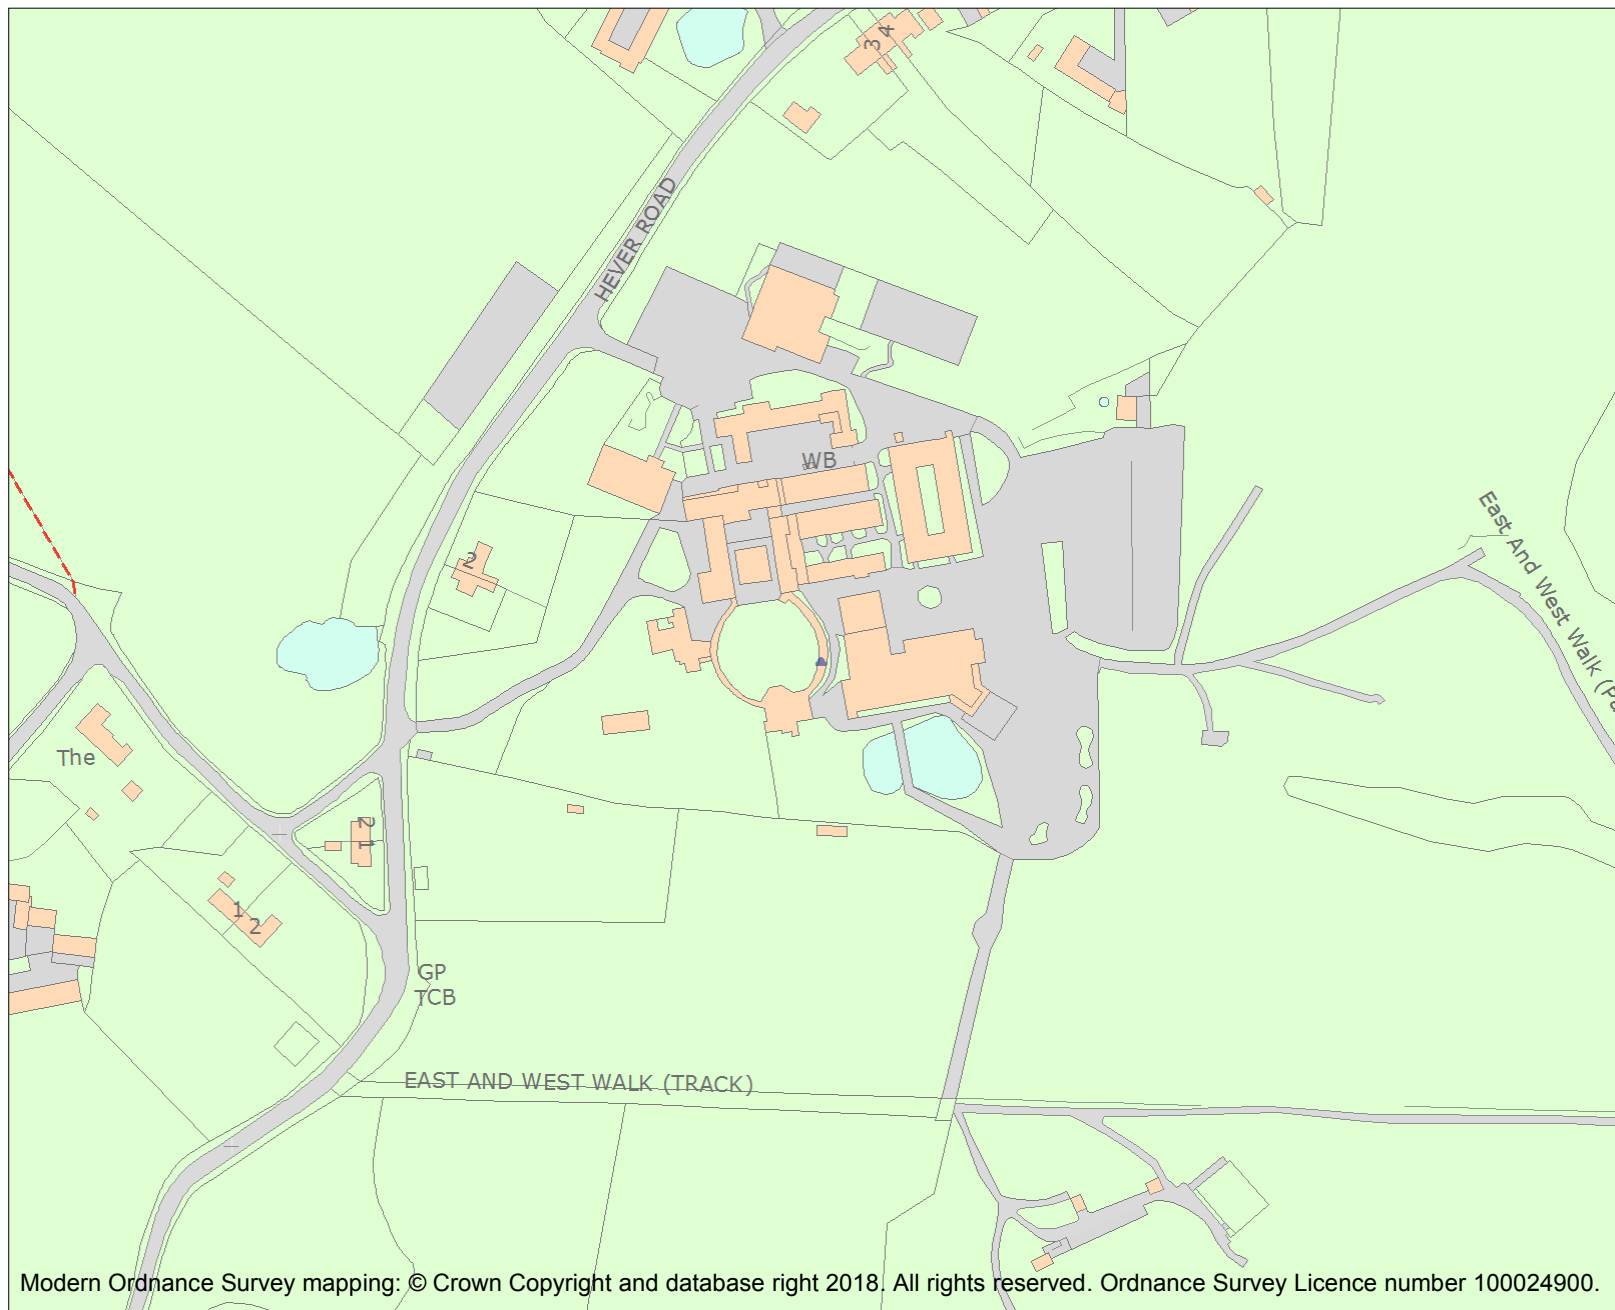 3 4
HEVER ROAD
WB
2
East And West Walk (Pa
The
2
1
1
2
GP
TCB
EAST AND WEST WALK (TRACK)
Modern Ordnance Survey mapping: © Crown Copyright and database right 2018. All rights reserved. Ordnance Survey Licence number 100024900.